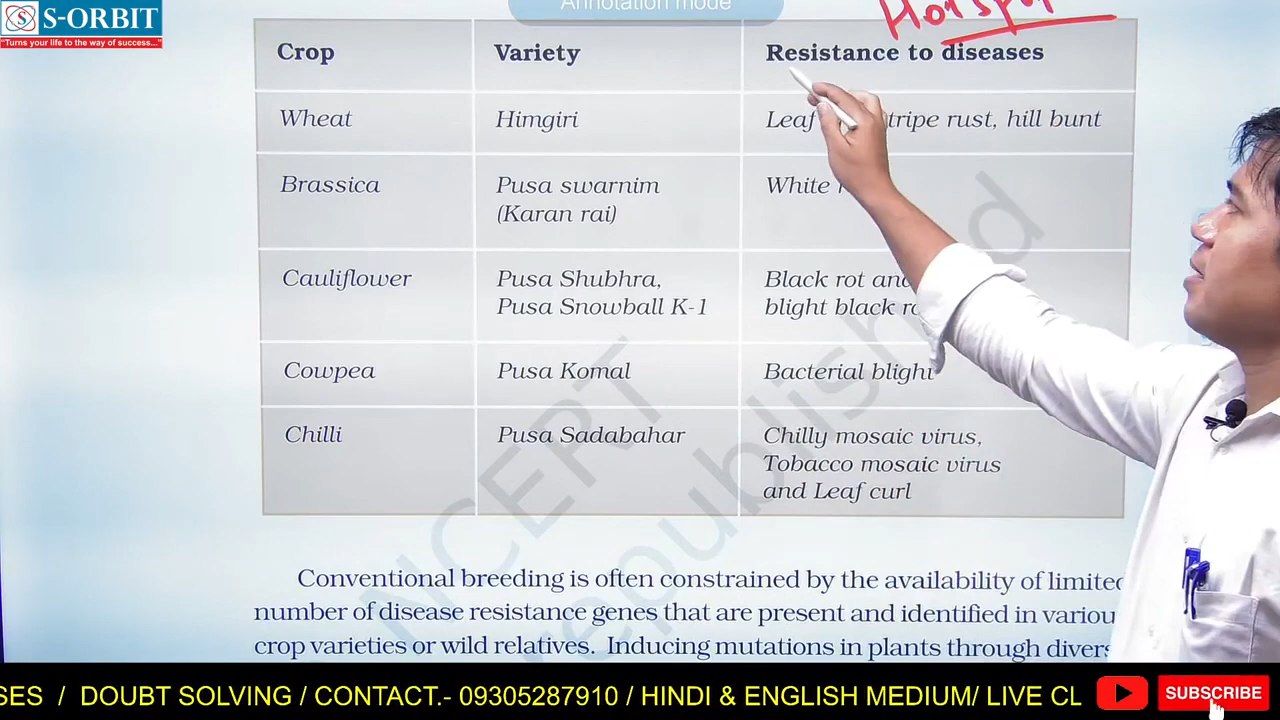 S-ORBIT
"Turns your life to the way of success..."
Annotation mode
Hotspot
Crop Variety Resistance to diseases
Wheat Himgiri Leaf tripe rust, hill bunt
Brassica Pusa swarnim White
(Karan rai)
Cauliflower Pusa Shubhra, Black rot and
Pusa Snowball K-1 blight black
Cowpea Pusa Komal Bacterial blight
Chilli Pusa Sadabahar Chilly mosaic virus,
Tobacco mosaic virus
and Leaf curl
NCERT
republished
Conventional breeding is often constrained by the availability of limited
number of disease resistance genes that are present and identified in variou
crop varieties or wild relatives. Inducing mutations in plants through divers
SES / DOUBT SOLVING / CONTACT.- 09305287910 / HINDI & ENGLISH MEDIUM/ LIVE CL
SUBSCRIBE